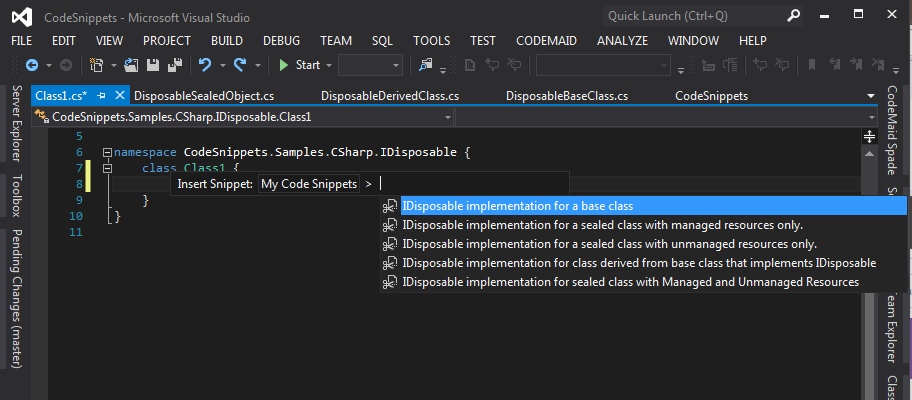 CodeSnippets - Microsoft Visual Studio
Quick Launch (Ctrl+Q)
FILE EDIT VIEW PROJECT BUILD DEBUG TEAM SQL TOOLS TEST CODEMAID ANALYZE WINDOW HELP
Start
Class1.cs* DisposableSealedObject.cs DisposableDerivedClass.cs DisposableBaseClass.cs CodeSnippets
CodeSnippets.Samples.CSharp.IDisposable.Class1
Server Explorer
Toolbox
Pending Changes (master)
5
6 namespace CodeSnippets.Samples.CSharp.IDisposable {
7 class Class1 {
8 Insert Snippet: My Code Snippets >
9 }
10 }
11
IDisposable implementation for a base class
IDisposable implementation for a sealed class with managed resources only.
IDisposable implementation for a sealed class with unmanaged resources only.
IDisposable implementation for class derived from base class that implements IDisposable
IDisposable implementation for sealed class with Managed and Unmanaged Resources
CodeMaid Spade
Explorer